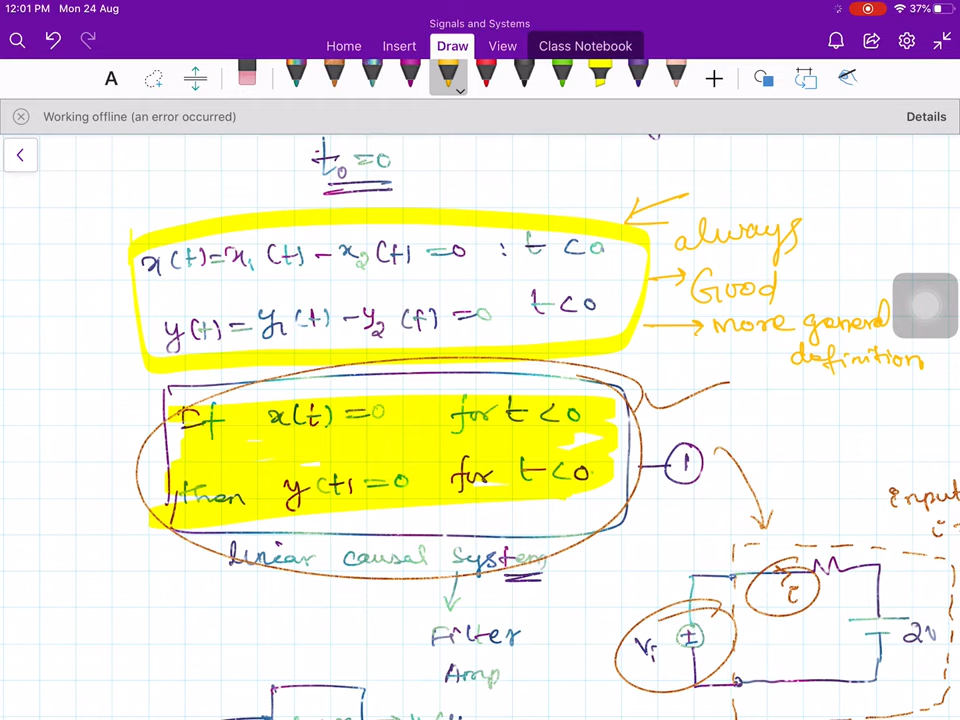 12:01 PM Mon 24 Aug
37%
Signals and Systems
Home Insert Draw View Class Notebook
A
Working offline (an error occurred) Details
t₀ = 0
x(t) = x₁(t) - x₂(t) = 0 : t < 0
always
Good
y(t) = y₁(t) - y₂(t) = 0 t < 0
more general
definition
If x(t) = 0 for t < 0
then y(t) = 0 for t < 0
1
Linear causal system
Input
i
Filter
Amp
Vi
2V